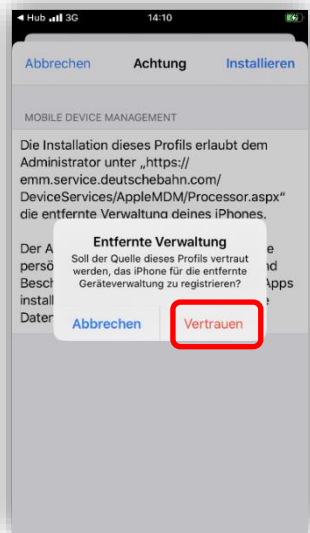 Hub 3G 14:10
Abbrechen Achtung Installieren
MOBILE DEVICE MANAGEMENT
Die Installation dieses Profils erlaubt dem
Administrator unter „https://
emm.service.deutschebahn.com/
DeviceServices/AppleMDM/Processor.aspx“
die entfernte Verwaltung deines iPhones.
Der A
persö
Besch
install
Daten
Entfernte Verwaltung
Soll der Quelle dieses Profils vertraut
werden, das iPhone für die entfernte
Geräteverwaltung zu registrieren?
Abbrechen Vertrauen
e
nd
Apps